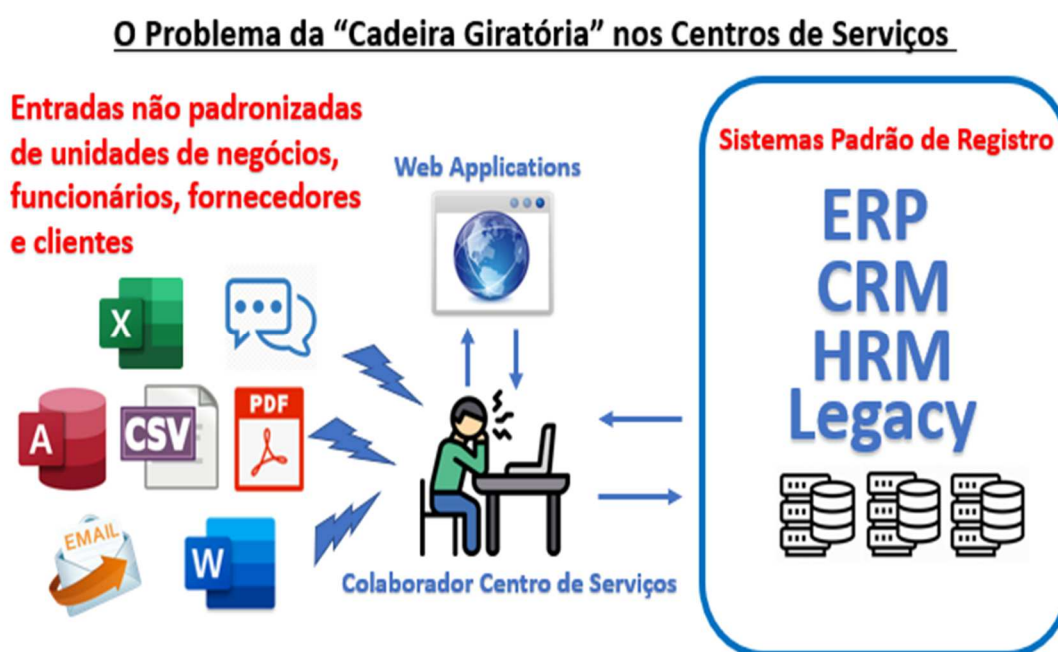 O Problema da “Cadeira Giratória” nos Centros de Serviços
Entradas não padronizadas
de unidades de negócios,
funcionários, fornecedores
e clientes
Web Applications
Sistemas Padrão de Registro
ERP
CRM
HRM
Legacy
X
A
CSV
PDF
EMAIL
W
Colaborador Centro de Serviços